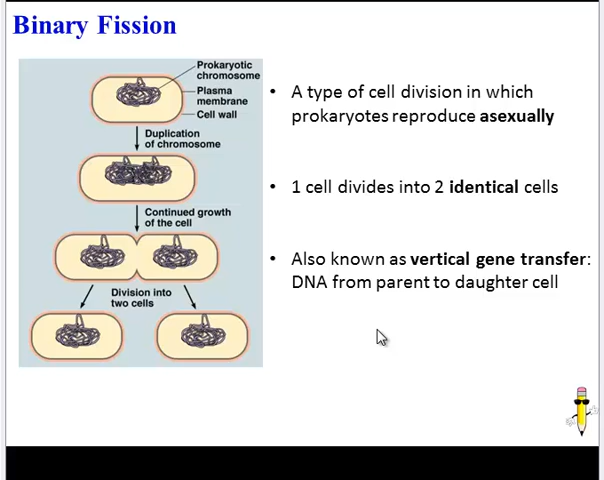 Binary Fission
Prokaryotic
chromosome
Plasma
membrane
Cell wall
Duplication
of chromosome
Continued growth
of the cell
Division into
two cells
• A type of cell division in which
prokaryotes reproduce asexually
• 1 cell divides into 2 identical cells
• Also known as vertical gene transfer:
DNA from parent to daughter cell